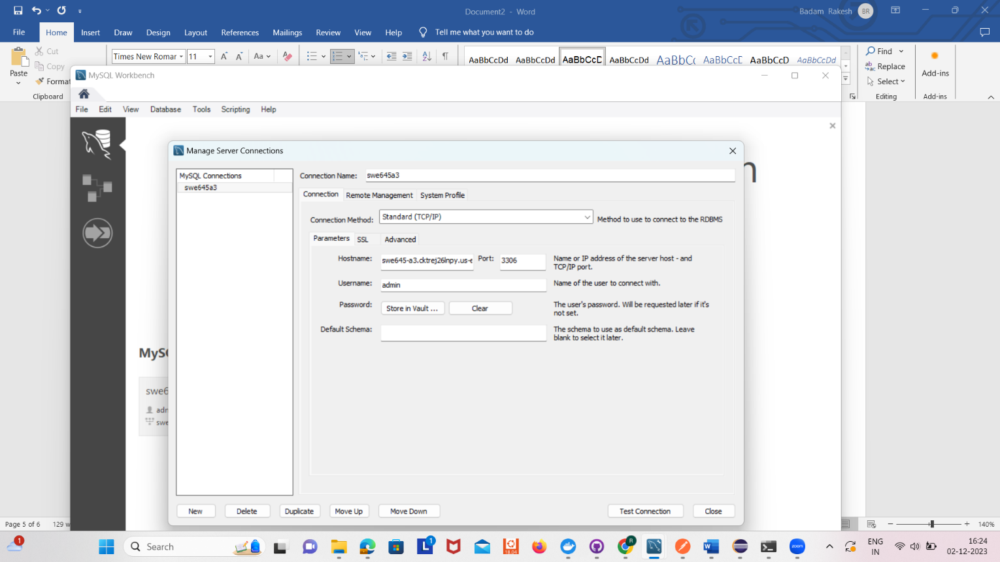 Document2 - Word
Badam Rakesh BR
File Home Insert Draw Design Layout References Mailings Review View Help Tell me what you want to do
Cut
Copy
Paste
Format
Clipboard
Times New Romar 11
Aa
AaBbCcDd AaBbCcDd AaBbCcD AaBbCcDd AaBbCc AaBbCcD AaBbCcD AaBbCcDd
Find
Replace
Select
Editing
Add-ins
Add-ins
MySQL Workbench
File Edit View Database Tools Scripting Help
Manage Server Connections
MySQL Connections
swe645a3
Connection Name: swe645a3
Connection Remote Management System Profile
Connection Method: Standard (TCP/IP) Method to use to connect to the RDBMS
Parameters SSL Advanced
Hostname: swe645-a3.cktrej26lnpy.us-e Port: 3306 Name or IP address of the server host - and
TCP/IP port.
Username: admin Name of the user to connect with.
Password: Store in Vault ... Clear The user's password. Will be requested later if it's
not set.
Default Schema: The schema to use as default schema. Leave
blank to select it later.
MyS
swe6
adn
swe
New Delete Duplicate Move Up Move Down Test Connection Close
Page 5 of 6 129 w
140%
1
Search
18.04
1
R
zoom
ENG
IN
16:24
02-12-2023